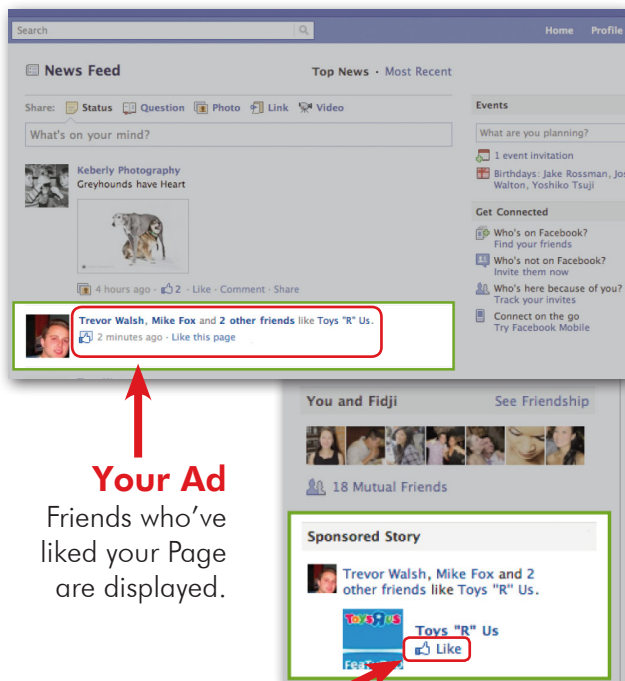 Search
Home Profile
News Feed
Top News · Most Recent
Share: Status Question Photo Link Video
What's on your mind?
Keberly Photography
Greyhounds have Heart
4 hours ago · 2 · Like · Comment · Share
Trevor Walsh, Mike Fox and 2 other friends like Toys "R" Us.
2 minutes ago · Like this page
Events
What are you planning?
1 event invitation
Birthdays: Jake Rossman, Jos
Walton, Yoshiko Tsuji
Get Connected
Who's on Facebook?
Find your friends
Who's not on Facebook?
Invite them now
Who's here because of you?
Track your invites
Connect on the go
Try Facebook Mobile
Your Ad
Friends who've
liked your Page
are displayed.
You and Fidji
See Friendship
18 Mutual Friends
Sponsored Story
Trevor Walsh, Mike Fox and 2
other friends like Toys "R" Us.
TOYS R US
Toys "R" Us
Like